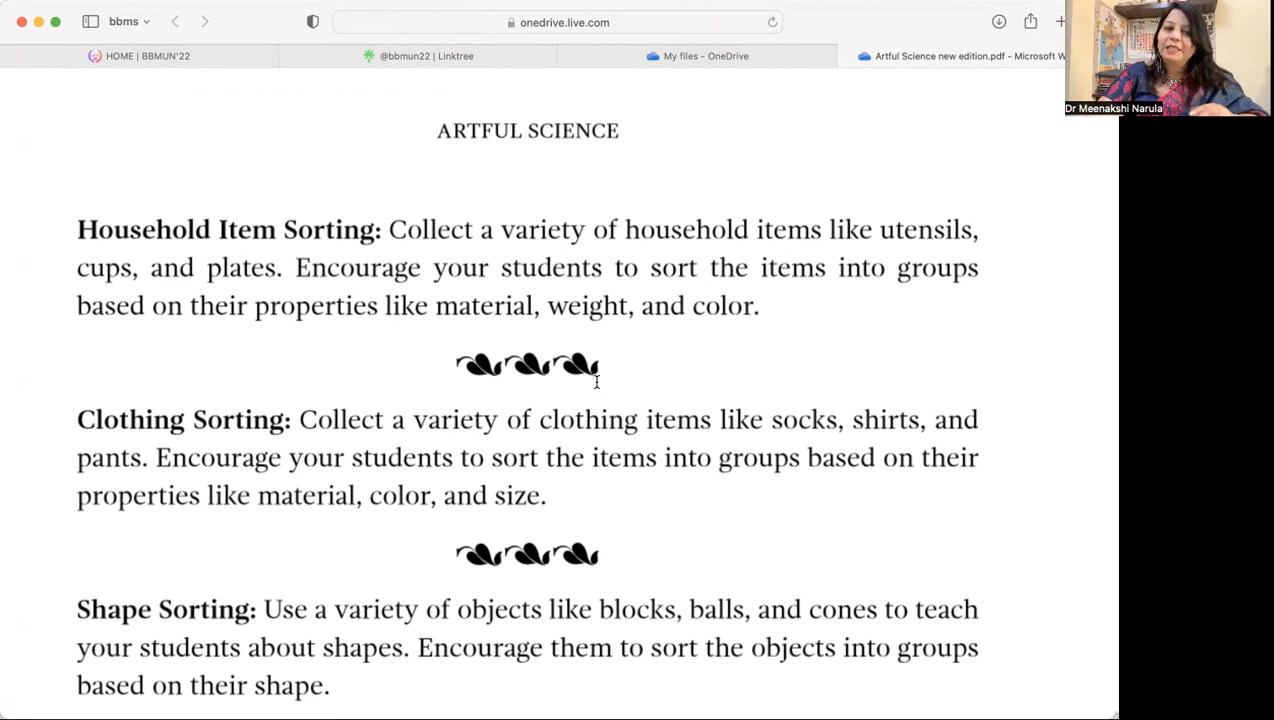 bbms
onedrive.live.com
HOME | BBMUN'22
@bbmun22 | Linktree
My files - OneDrive
Artful Science new edition.pdf - Microsoft W
Dr Meenakshi Narula
ARTFUL SCIENCE
Household Item Sorting: Collect a variety of household items like utensils,
cups, and plates. Encourage your students to sort the items into groups
based on their properties like material, weight, and color.
Clothing Sorting: Collect a variety of clothing items like socks, shirts, and
pants. Encourage your students to sort the items into groups based on their
properties like material, color, and size.
Shape Sorting: Use a variety of objects like blocks, balls, and cones to teach
your students about shapes. Encourage them to sort the objects into groups
based on their shape.